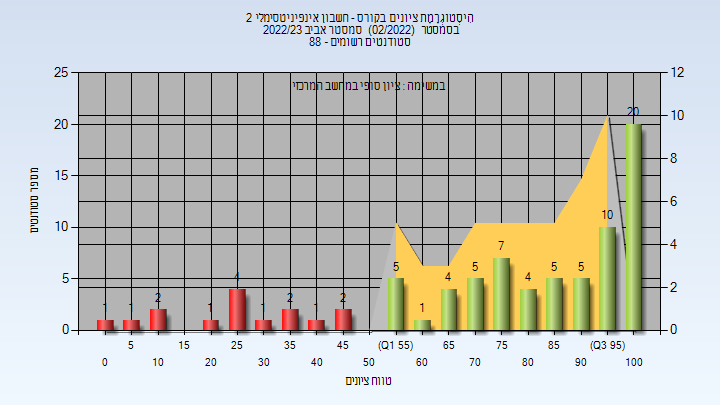 היסטוגרמת ציונים בקורס - חשבון אינפיניטסימלי 2
בסמסטר (02/2022) סמסטר אביב 2022/23
סטודנטים רשומים - 88
במשימה : ציון סופי במחשב המרכזי
מספר סטודנטים
25
20
15
10
5
0
12
10
8
6
4
2
0
1 1 2 1 4 1 2 1 2 5 1 4 5 7 4 5 5 10 20
5 15 25 35 45 (Q1 55) 65 75 85 (Q3 95)
0 10 20 30 40 50 60 70 80 90 100
טווח ציונים